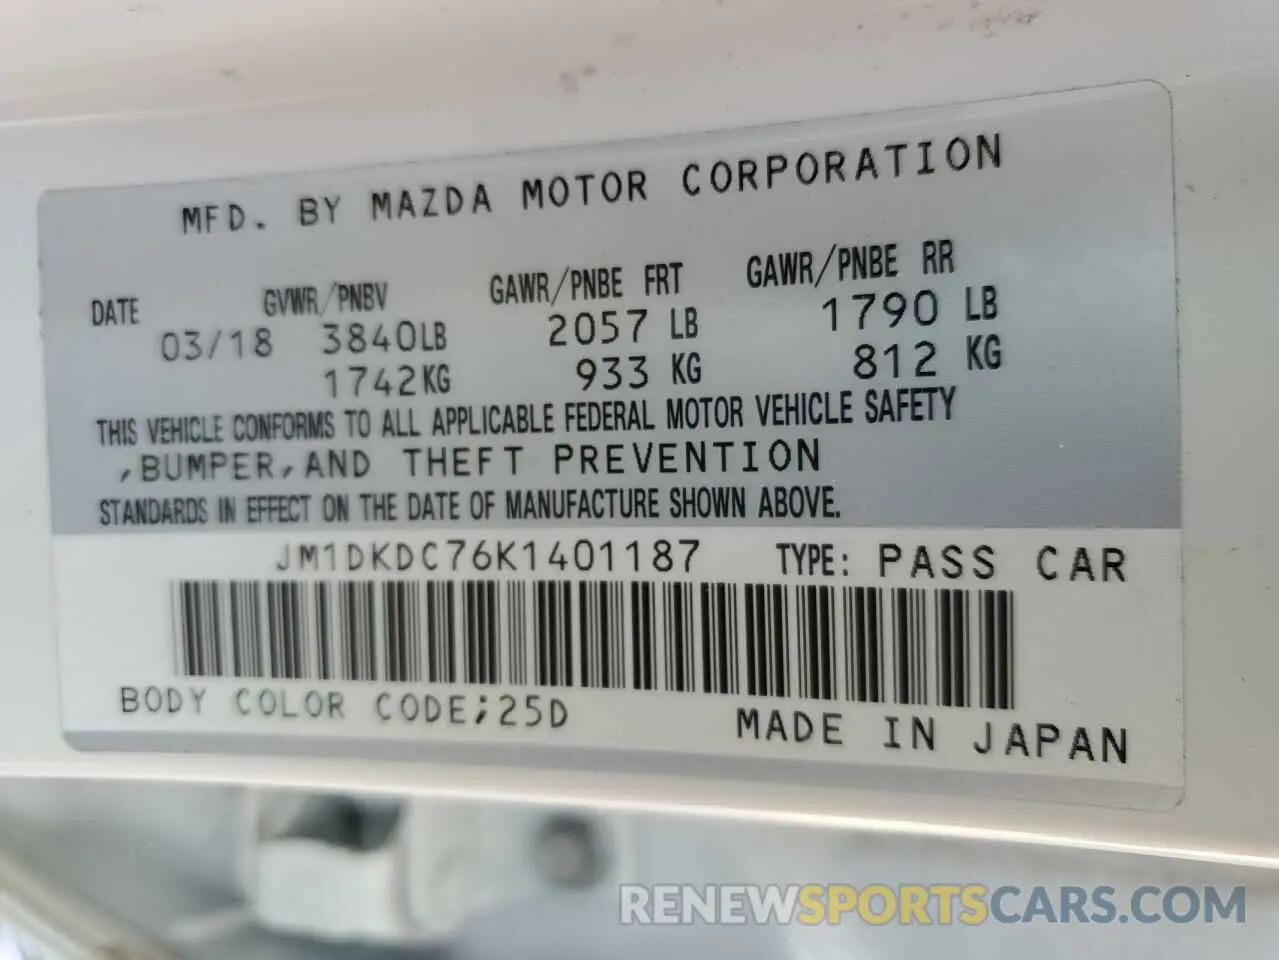 MFD. BY MAZDA MOTOR CORPORATION
DATE GVWR/PNBV GAWR/PNBE FRT GAWR/PNBE RR
03/18 3840LB 2057 LB 1790 LB
1742KG 933 KG 812 KG
THIS VEHICLE CONFORMS TO ALL APPLICABLE FEDERAL MOTOR VEHICLE SAFETY
,BUMPER,AND THEFT PREVENTION
STANDARDS IN EFFECT ON THE DATE OF MANUFACTURE SHOWN ABOVE.
JM1DKDC76K1401187 TYPE: PASS CAR
BODY COLOR CODE;25D MADE IN JAPAN
RENEWSPORTSCARS.COM